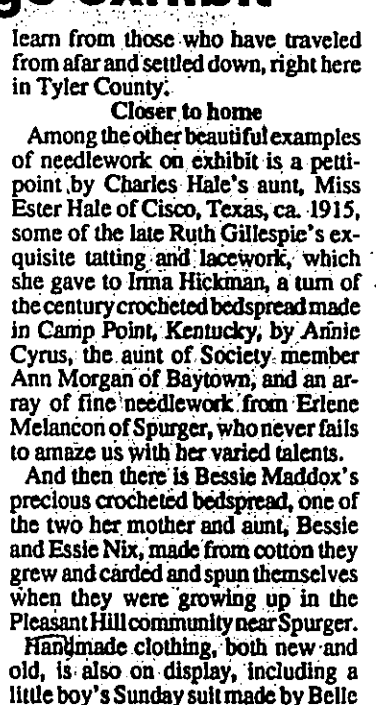 learn from those who have traveled
from afar and settled down, right here
in Tyler County.
Closer to home
Among the other beautiful examples
of needlework on exhibit is a petti-
point by Charles Hale's aunt, Miss
Ester Hale of Cisco, Texas, ca. 1915,
some of the late Ruth Gillespie's ex-
quisite tatting and lacework, which
she gave to Irma Hickman, a turn of
the century crocheted bedspread made
in Camp Point, Kentucky, by Annie
Cyrus, the aunt of Society member
Ann Morgan of Baytown, and an ar-
ray of fine needlework from Erlene
Melancon of Spurger, who never fails
to amaze us with her varied talents.
And then there is Bessie Maddox's
precious crocheted bedspread, one of
the two her mother and aunt, Bessie
and Essie Nix, made from cotton they
grew and carded and spun themselves
when they were growing up in the
Pleasant Hill community near Spurger.
Handmade clothing, both new and
old, is also on display, including a
little boy's Sunday suit made by Belle